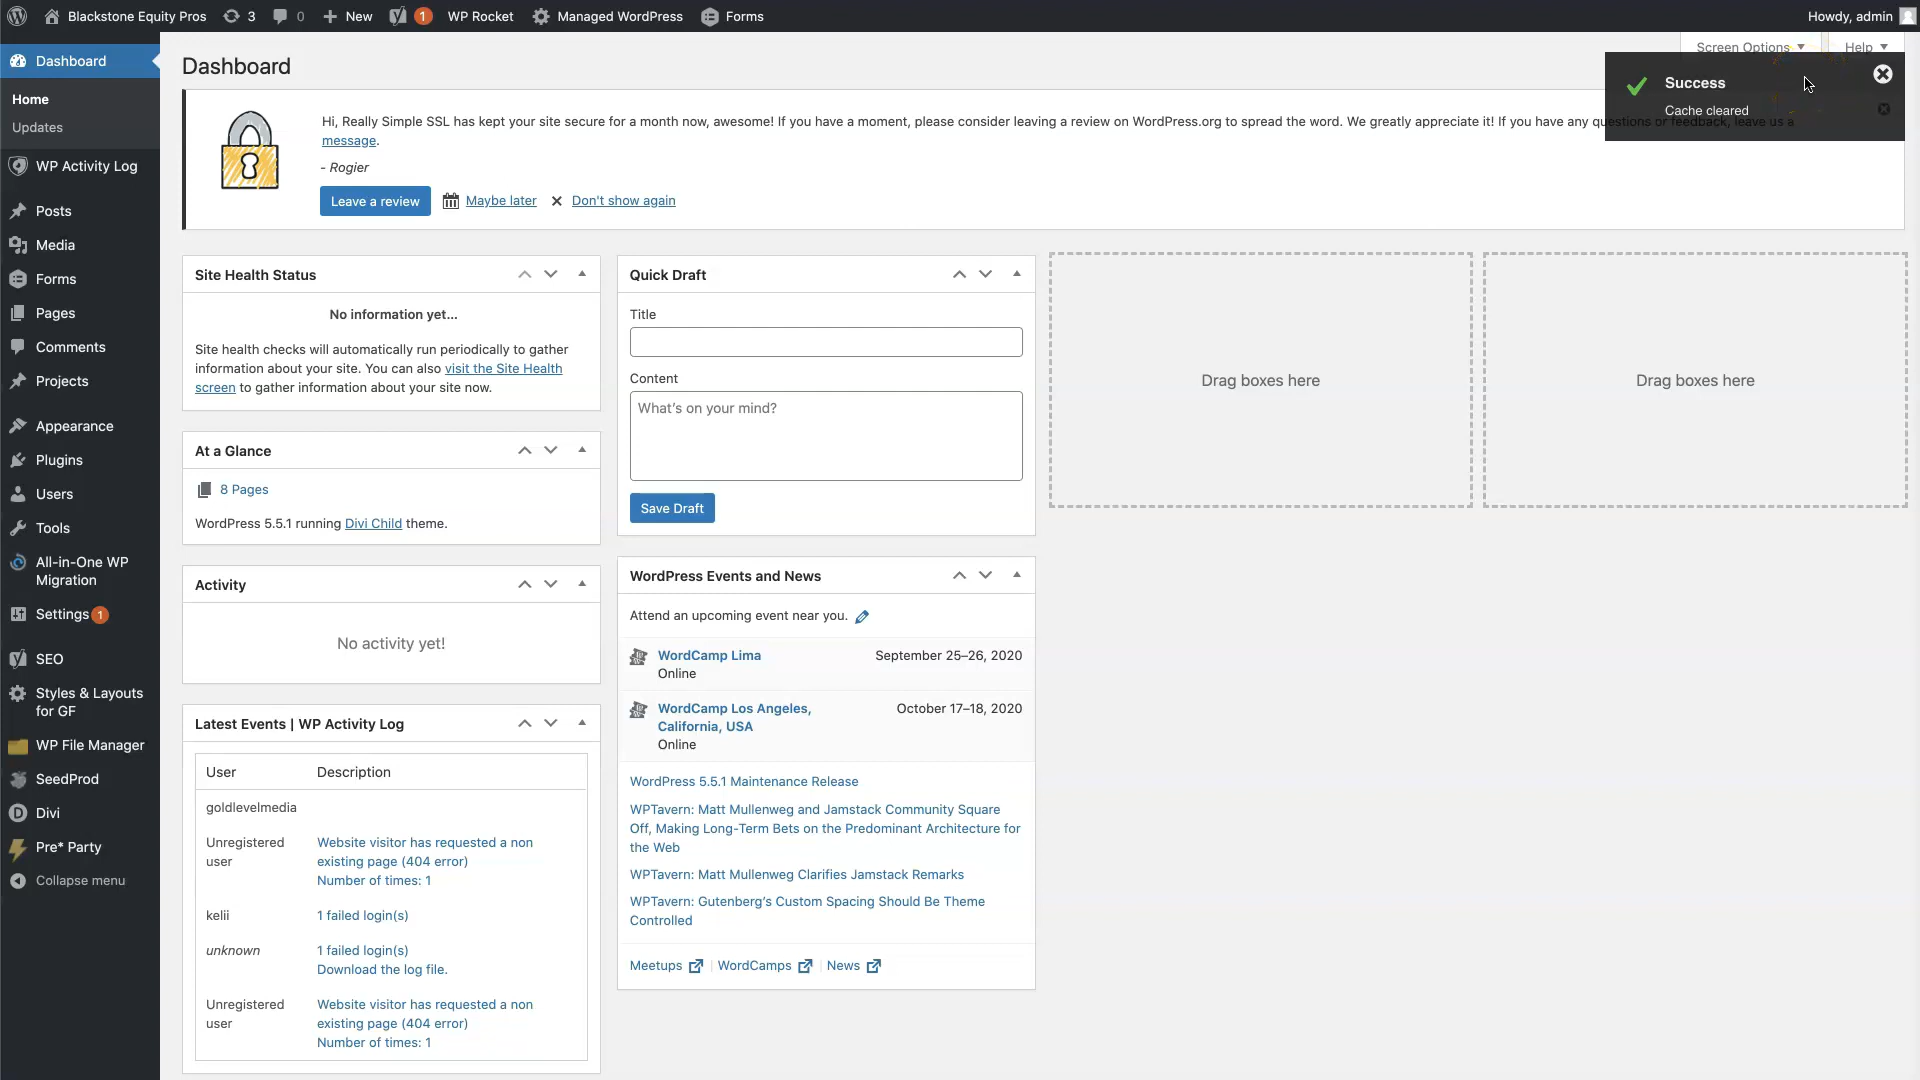 Blackstone Equity Pros 3 0 New 1 WP Rocket Managed WordPress Forms Howdy, admin
Dashboard
Home
Updates
WP Activity Log
Posts
Media
Forms
Pages
Comments
Projects
Appearance
Plugins
Users
Tools
All-in-One WP
Migration
Settings 1
SEO
Styles & Layouts
for GF
WP File Manager
SeedProd
Divi
Pre* Party
Collapse menu
Screen Options Help
Dashboard
Success
Cache cleared
Hi, Really Simple SSL has kept your site secure for a month now, awesome! If you have a moment, please consider leaving a review on WordPress.org to spread the word. We greatly appreciate it! If you have any questions or feedback, leave us a
message.
- Rogier
Leave a review Maybe later Don't show again
Site Health Status
No information yet...
Site health checks will automatically run periodically to gather
information about your site. You can also visit the Site Health
screen to gather information about your site now.
At a Glance
8 Pages
WordPress 5.5.1 running Divi Child theme.
Activity
No activity yet!
Latest Events | WP Activity Log
User Description
goldlevelmedia
Unregistered
user
Website visitor has requested a non
existing page (404 error)
Number of times: 1
kelii 1 failed login(s)
unknown 1 failed login(s)
Download the log file.
Unregistered
user
Website visitor has requested a non
existing page (404 error)
Number of times: 1
Quick Draft
Title
Content
What's on your mind?
Save Draft
WordPress Events and News
Attend an upcoming event near you.
WordCamp Lima September 25–26, 2020
Online
WordCamp Los Angeles, October 17–18, 2020
California, USA
Online
WordPress 5.5.1 Maintenance Release
WPTavern: Matt Mullenweg and Jamstack Community Square
Off, Making Long-Term Bets on the Predominant Architecture for
the Web
WPTavern: Matt Mullenweg Clarifies Jamstack Remarks
WPTavern: Gutenberg's Custom Spacing Should Be Theme
Controlled
Meetups | WordCamps | News
Drag boxes here
Drag boxes here